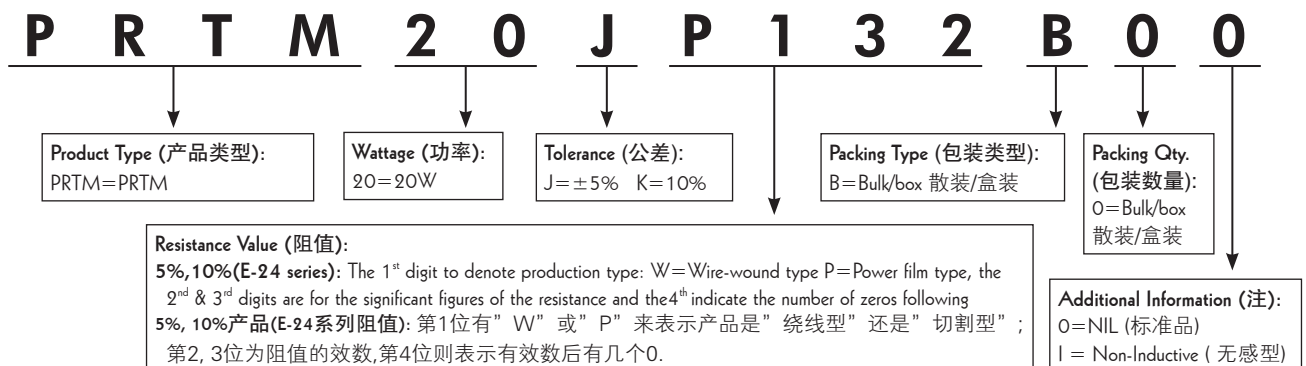 P R T M 2 0 J P 1 3 2 B 0 0
Product Type (产品类型):
PRTM=PRTM
Wattage (功率):
20=20W
Tolerance (公差):
J=±5% K=10%
Packing Type (包装类型):
B=Bulk/box 散装/盒装
Packing Qty.
(包装数量):
0=Bulk/box
散装/盒装
Resistance Value (阻值):
5%,10%(E-24 series): The 1st digit to denote production type: W=Wire-wound type P=Power film type, the
2nd & 3rd digits are for the significant figures of the resistance and the4th indicate the number of zeros following
5%, 10%产品(E-24系列阻值): 第1位有”W”或”P”来表示产品是”绕线型”还是”切割型”;
第2, 3位为阻值的效数,第4位则表示有效数后有几个0.
Additional Information (注):
0=NIL (标准品)
I = Non-Inductive ( 无感型)